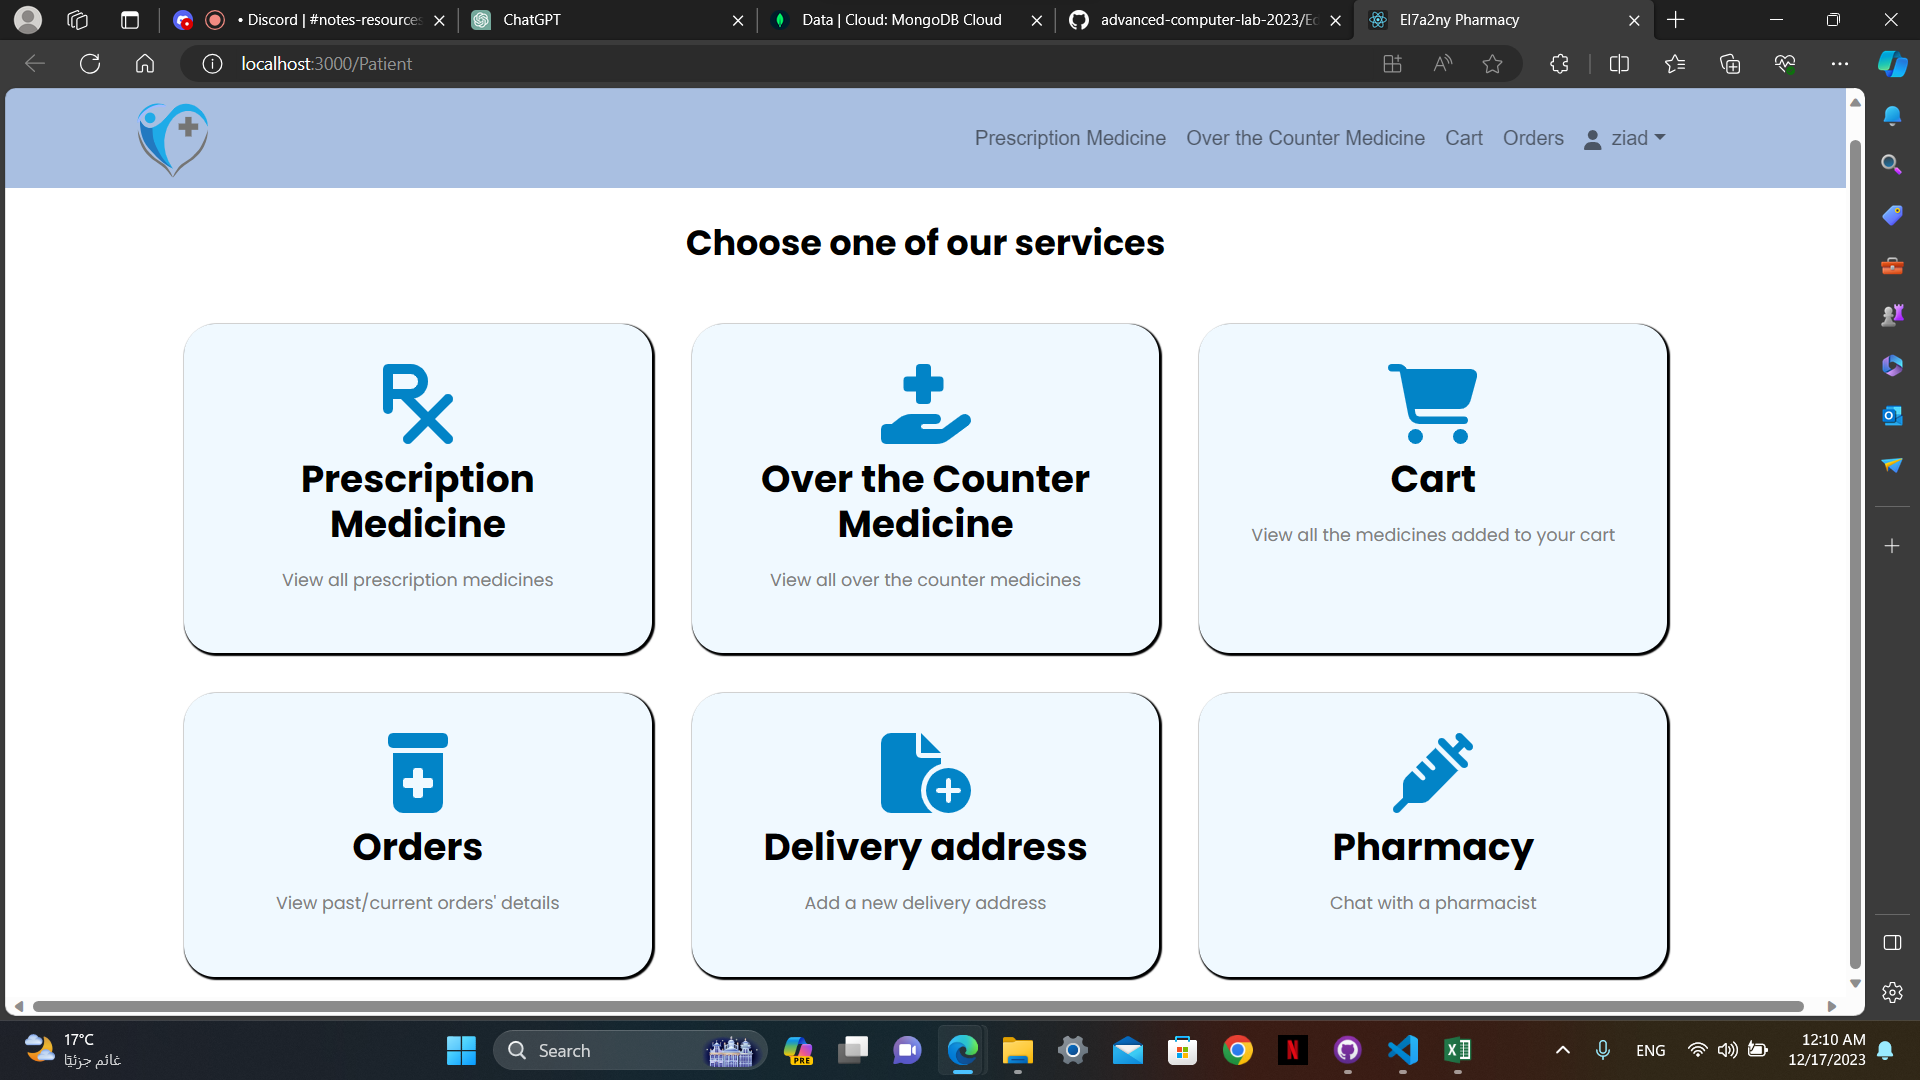 • Discord | #notes-resources
ChatGPT
Data | Cloud: MongoDB Cloud
advanced-computer-lab-2023/Ec
El7a2ny Pharmacy
localhost:3000/Patient
Prescription Medicine
Over the Counter Medicine
Cart
Orders
ziad
Choose one of our services
Prescription
Medicine
View all prescription medicines
Over the Counter
Medicine
View all over the counter medicines
Cart
View all the medicines added to your cart
Orders
View past/current orders' details
Delivery address
Add a new delivery address
Pharmacy
Chat with a pharmacist
17°C
غائم جزئيًا
Search
PRE
ENG
12:10 AM
12/17/2023